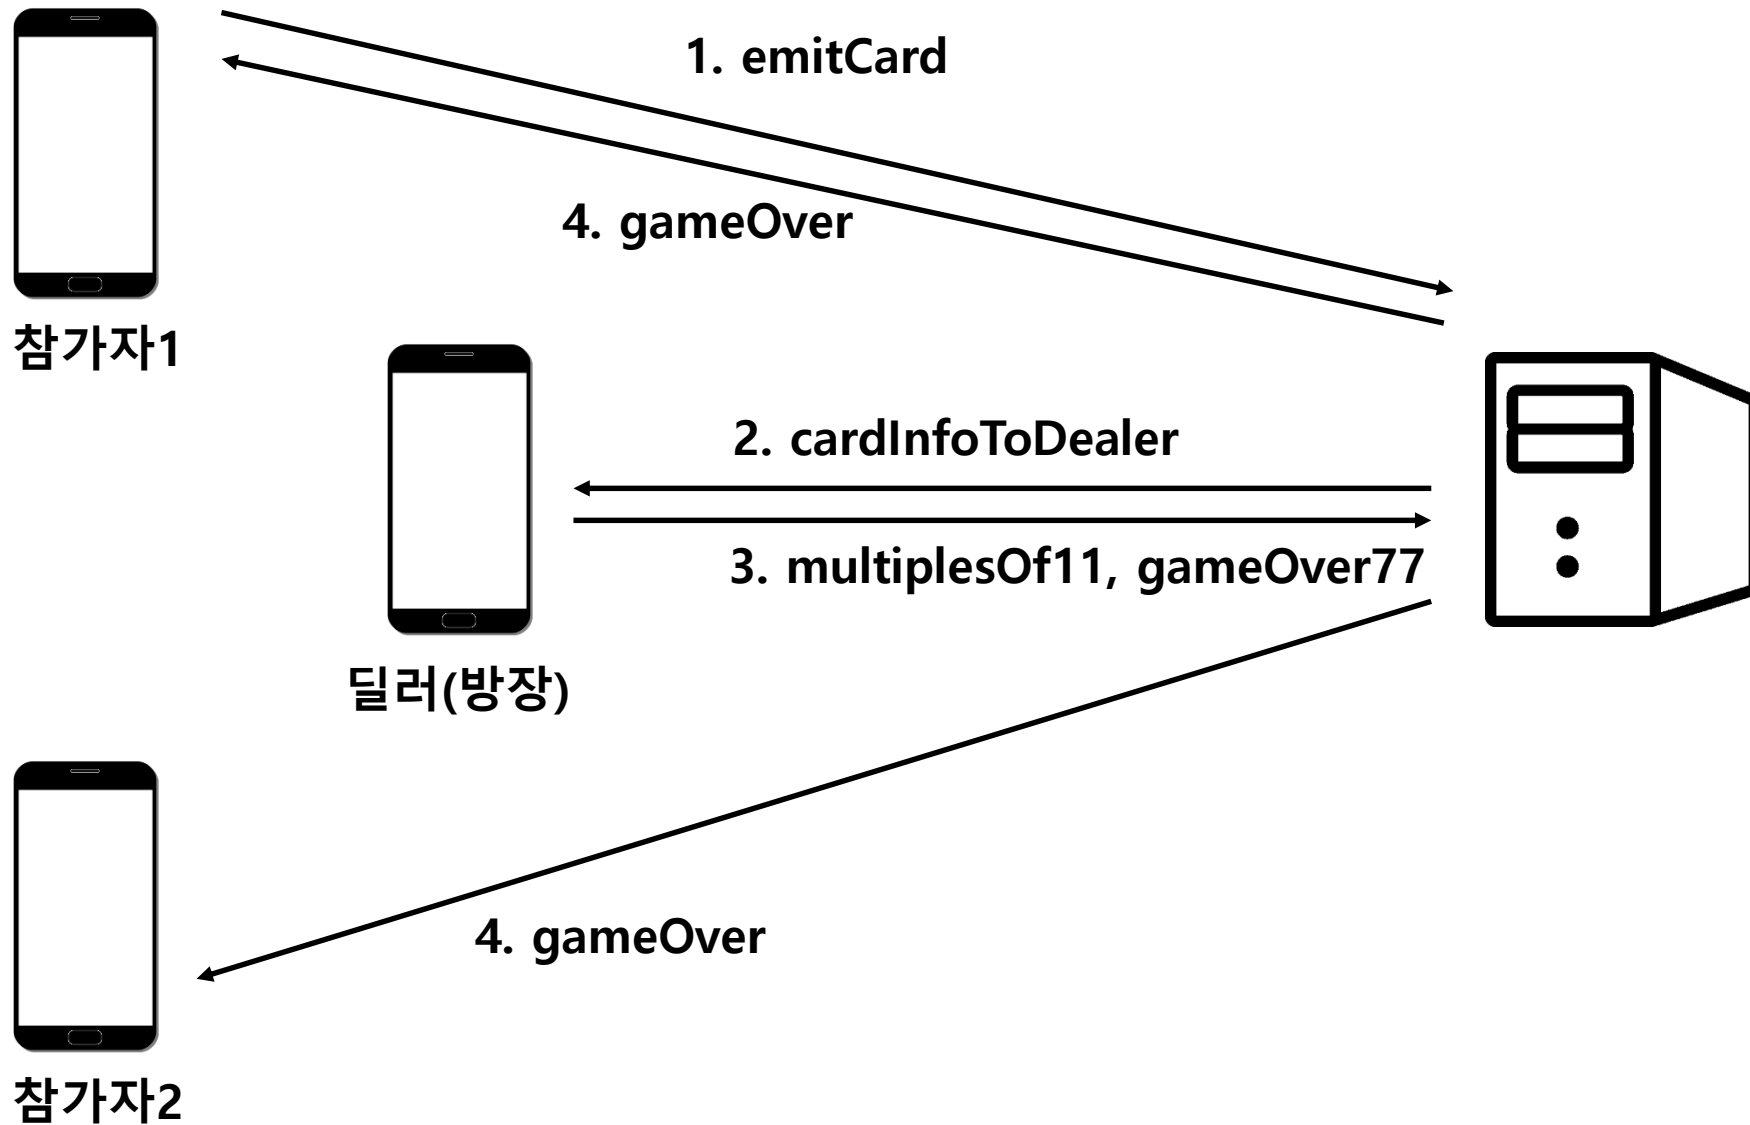 1. emitCard
4. gameOver
참가자1
2. cardInfoToDealer
3. multiplesOf11, gameOver77
딜러(방장)
4. gameOver
참가자2